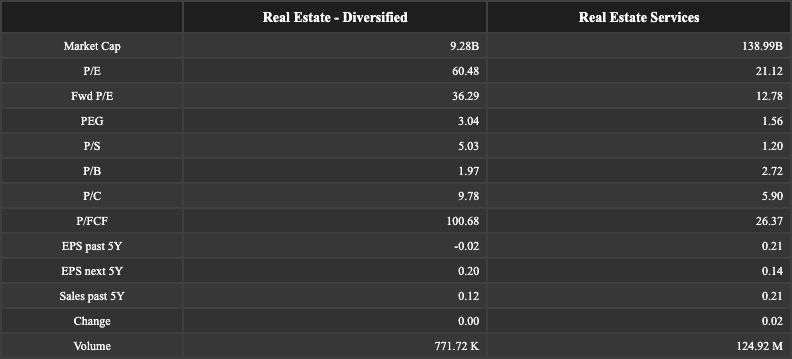 Real Estate - Diversified Real Estate Services
Market Cap 9.28B 138.99B
P/E 60.48 21.12
Fwd P/E 36.29 12.78
PEG 3.04 1.56
P/S 5.03 1.20
P/B 1.97 2.72
P/C 9.78 5.90
P/FCF 100.68 26.37
EPS past 5Y -0.02 0.21
EPS next 5Y 0.20 0.14
Sales past 5Y 0.12 0.21
Change 0.00 0.02
Volume 771.72 K 124.92 M